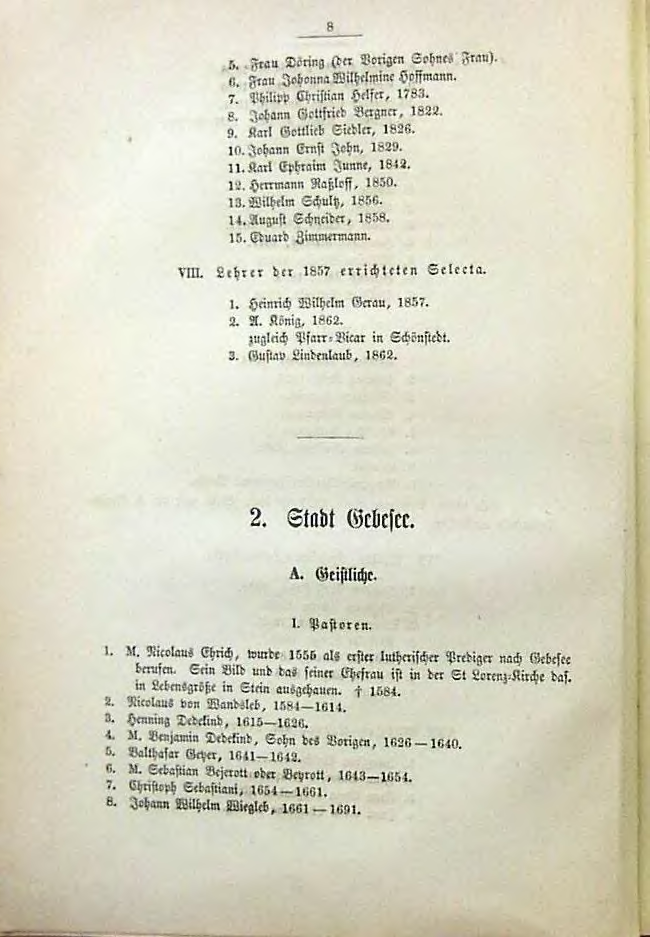 8
5. Frau Döring (der Vorigen Sohnes Frau).
6. Frau Johonna Wilhelmine Hoffmann.
7. Philipp Christian Helfer, 1783.
8. Johann Gottfried Bergner, 1822.
9. Karl Gottlieb Siedler, 1826.
10. Johann Ernst John, 1829.
11. Karl Ephraim Junne, 1842.
12. Herrmann Raßloff, 1850.
13. Wilhelm Schultz, 1856.
14. August Schneider, 1858.
15. Eduard Zimmermann.
VIII. Lehrer der 1857 errichteten Selecta.
1. Heinrich Wilhelm Gerau, 1857.
2. A. König, 1862.
zugleich Pfarr-Vicar in Schönstedt.
3. Gustav Lindenlaub, 1862.
2. Stadt Gebesee.
A. Geistliche.
I. Pastoren.
1. M. Nicolaus Ehrich, wurde 1555 als erster lutherischer Prediger nach Gebesee
berufen. Sein Bild und das seiner Ehefrau ist in der St Lorenz-Kirche das.
in Lebensgröße in Stein ausgehauen. † 1584.
2. Nicolaus von Wandsleb, 1584—1614.
3. Henning Dedekind, 1615—1626.
4. M. Benjamin Dedekind, Sohn des Vorigen, 1626—1640.
5. Balthasar Geyer, 1641—1642.
6. M. Sebastian Bejerott oder Beyrott, 1643—1654.
7. Christoph Sebastiani, 1654—1661.
8. Johann Wilhelm Wiegleb, 1661—1691.